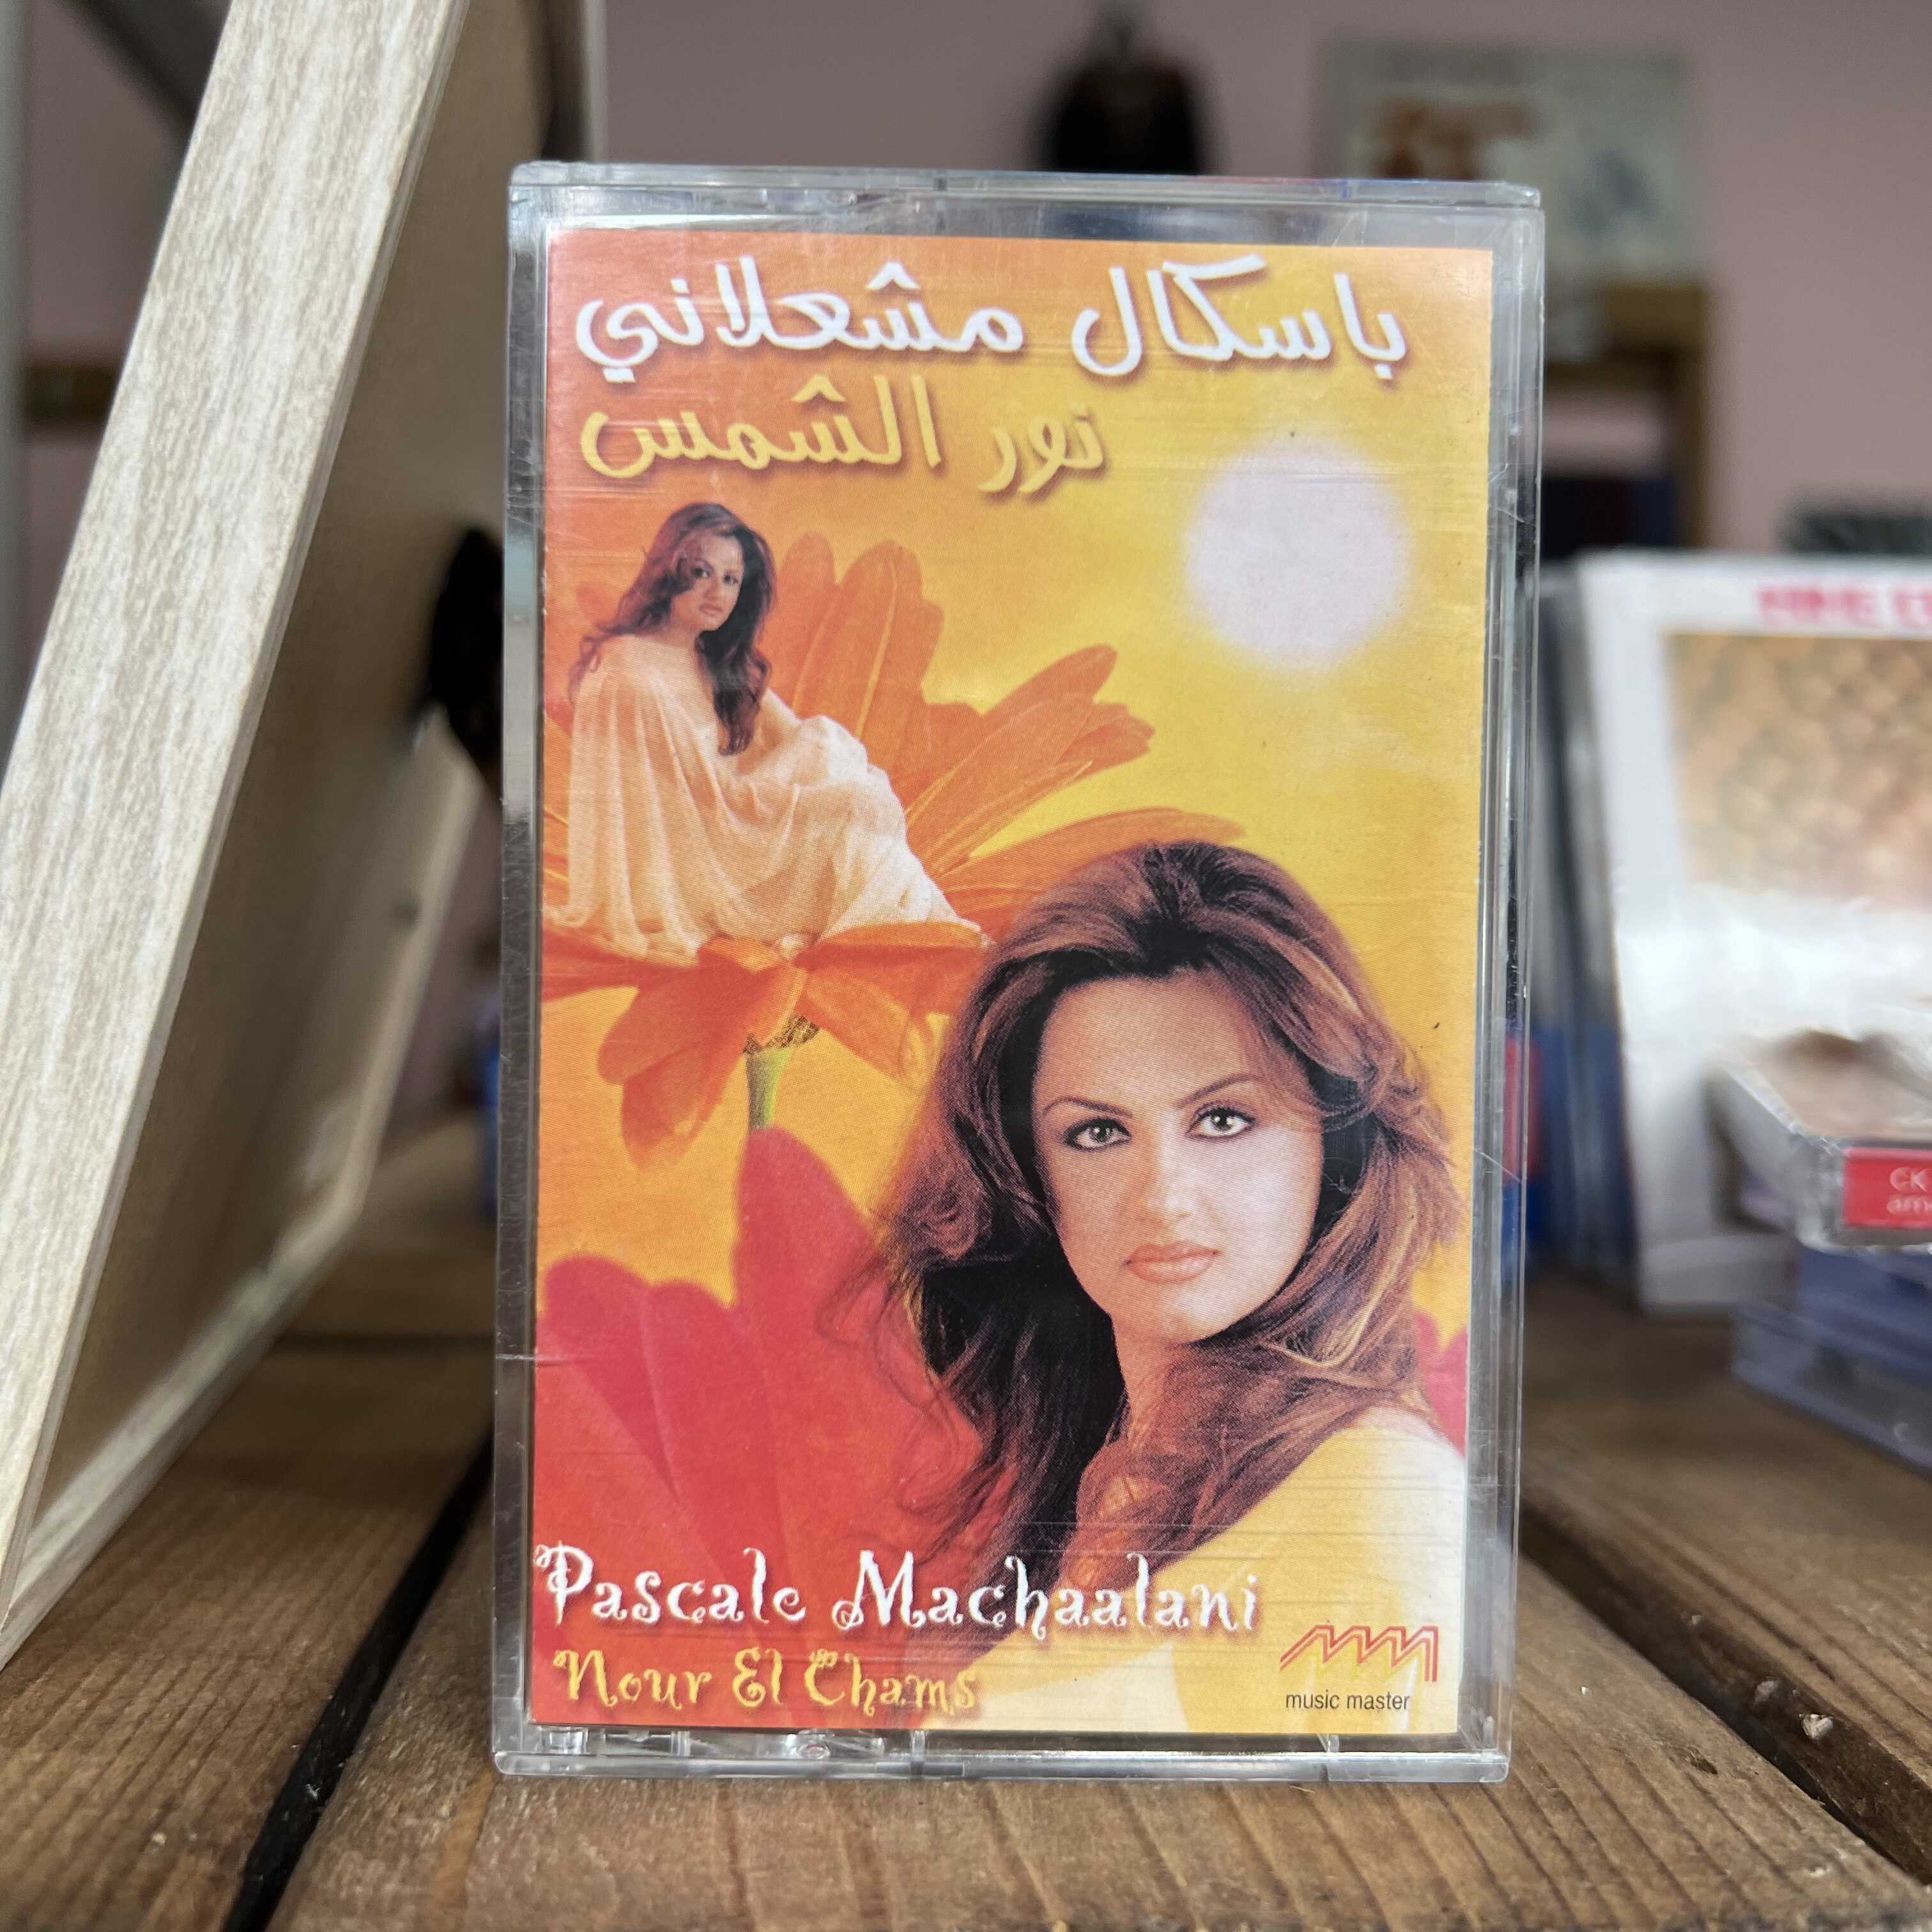 باسكال مشعلاني
نور الشمس
Pascale Machaalani
Nour El Chams
music master